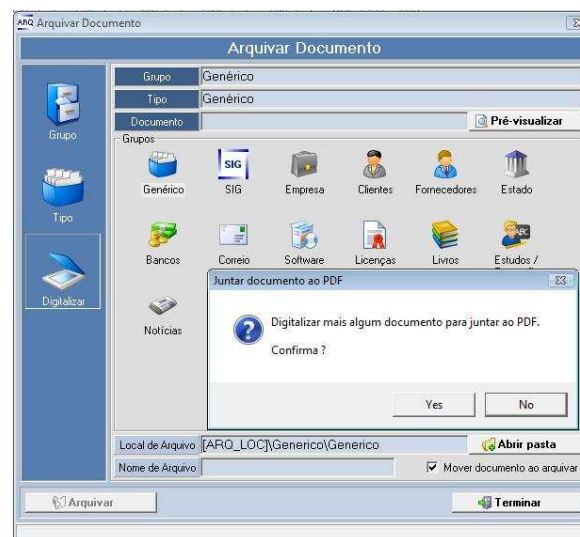 ARQ Arquivar Documento
Arquivar Documento
Grupo Genérico
Tipo Genérico
Documento Pré-visualizar
Grupos
Grupo
Tipo
Digitalizar
Genérico SIG Empresa Clientes Fornecedores Estado
SIG
Bancos Correio Software Licenças Livros Estudos /
Notícias
Juntar documento ao PDF
Digitalizar mais algum documento para juntar ao PDF.
Confirma ?
Yes No
Local de Arquivo [ARQ_LOC]\Generico\Generico Abrir pasta
Nome de Arquivo Mover documento ao arquivar
Arquivar Terminar